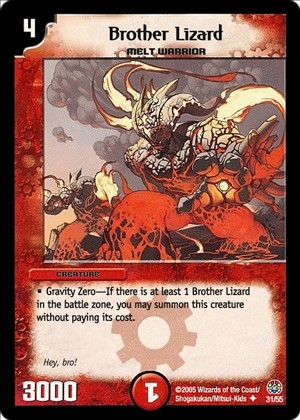 4
Brother Lizard
MELT WARRIOR
CREATURE
▪ Gravity Zero—If there is at least 1 Brother Lizard
in the battle zone, you may summon this creature
without paying its cost.
Hey, bro!
3000
1
©2005 Wizards of the Coast/
Shogakukan/Mitsui-Kids ♦ 31/55